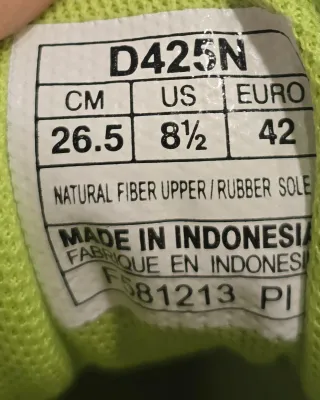 D425N
CM US EURO
26.5 8½ 42
NATURAL FIBER UPPER / RUBBER SOLE
MADE IN INDONESIA
FABRIQUE EN INDONESI
F581213 PI